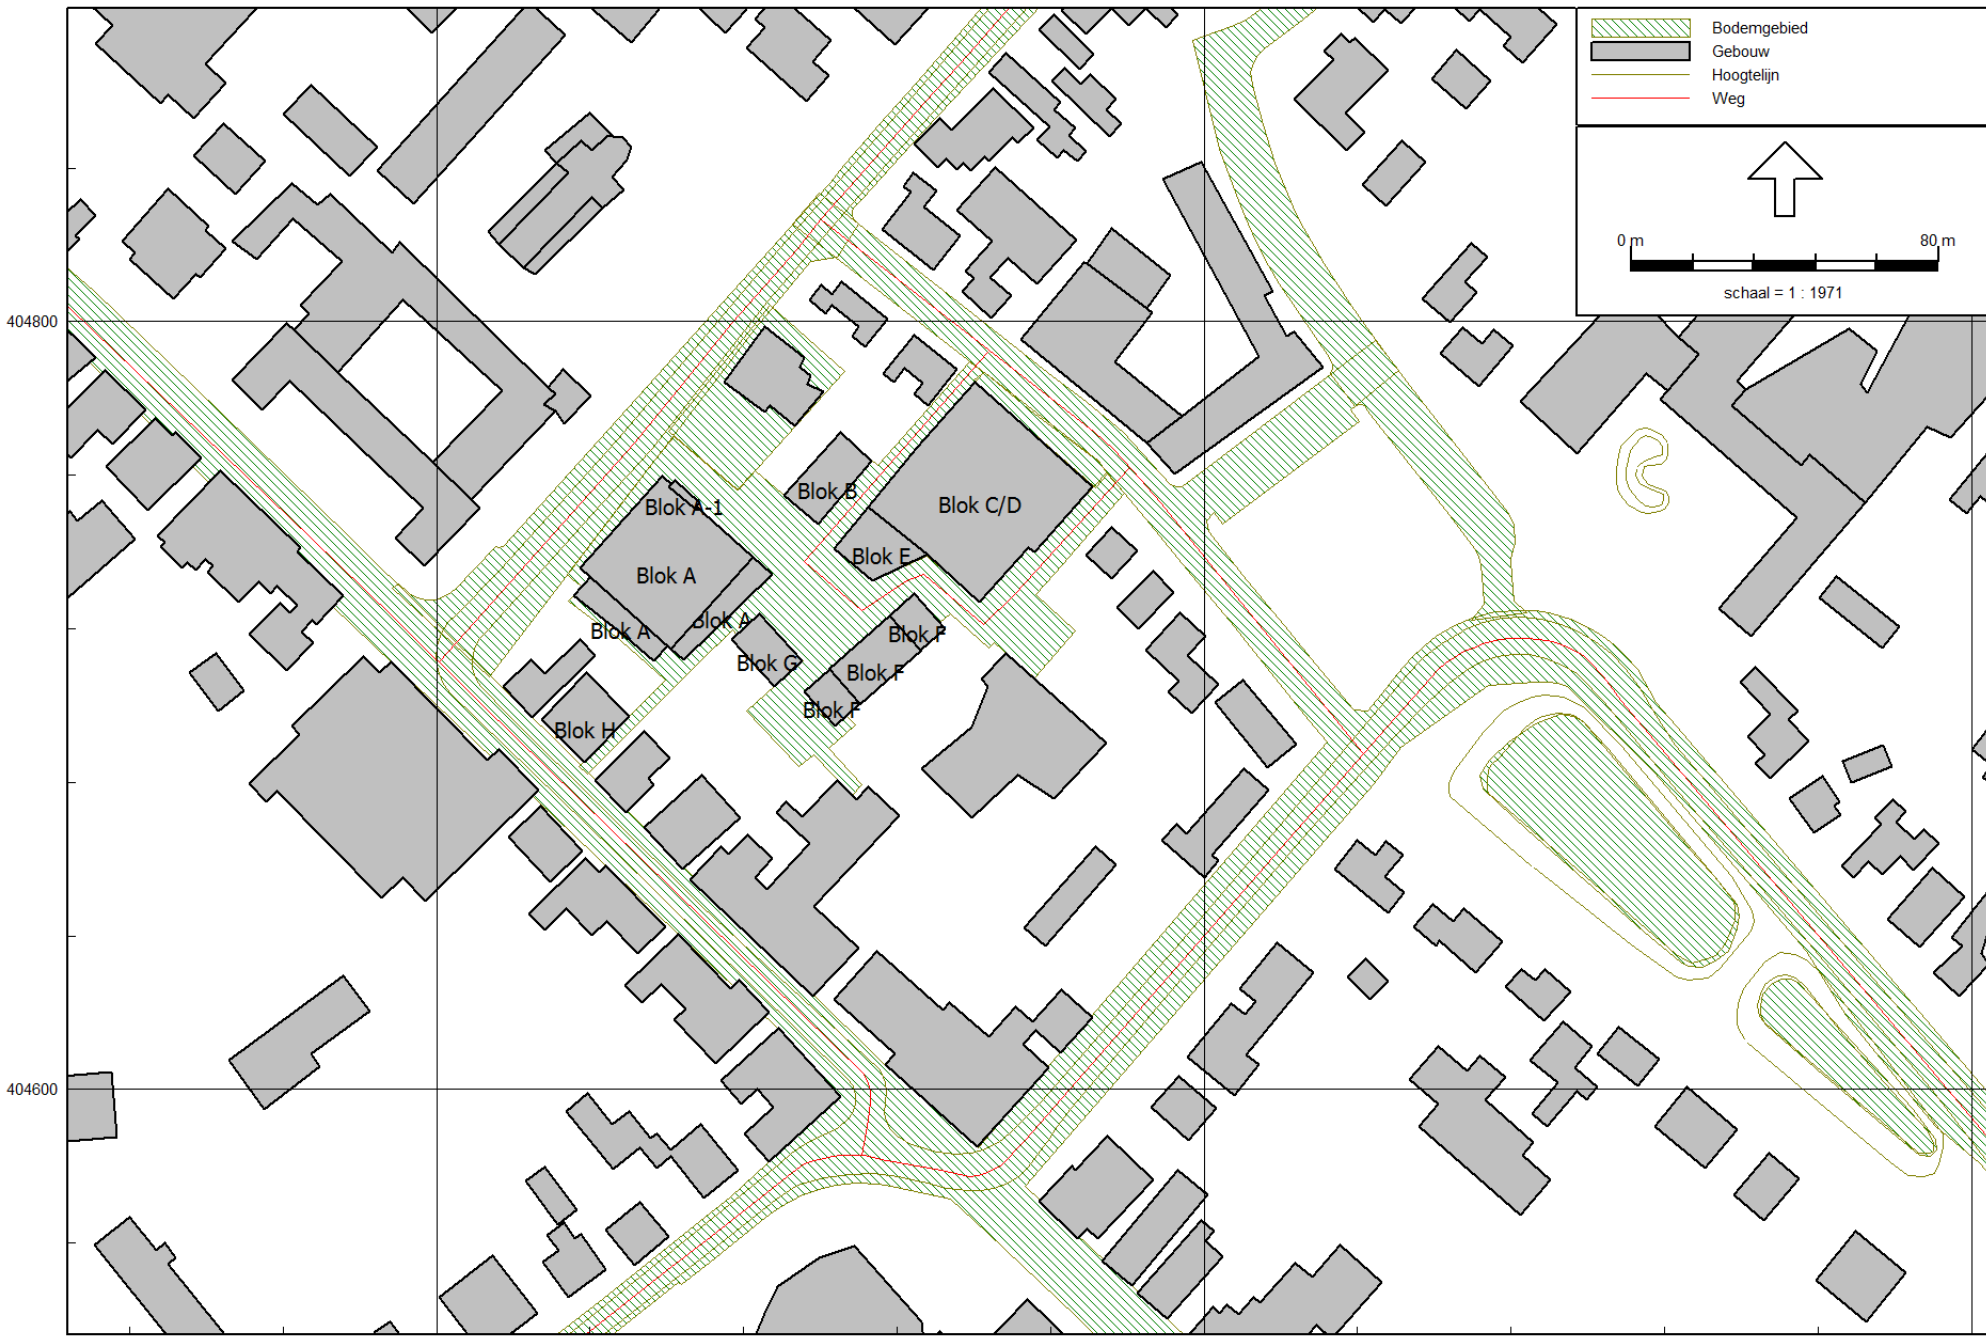 Bodemgebied
Gebouw
Hoogtelijn
Weg
0 m 80 m
schaal = 1 : 1971
404800
Blok B
Blok A-1
Blok C/D
Blok E
Blok A
Blok A
Blok A
Blok F
Blok G
Blok F
Blok F
Blok H
404600